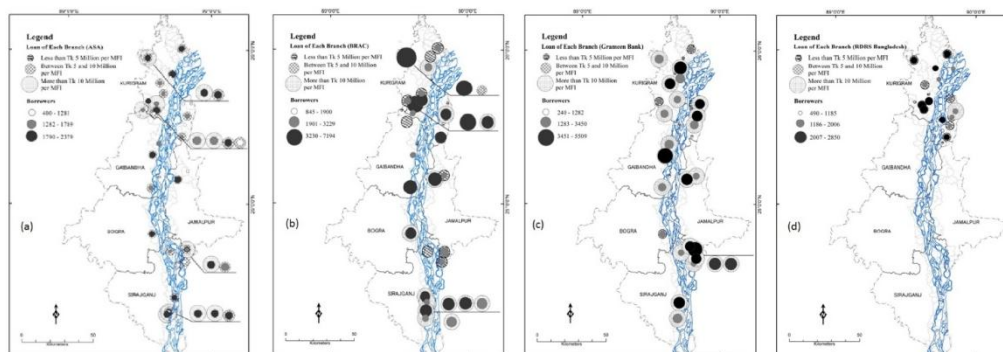 Legend
Loan of Each Branch (ASA)
Less than Tk 5 Million per MFI
Between Tk 5 and 10 Million
per MFI
More than Tk 10 Million
per MFI
Borrowers
400 - 1281
1282 - 1789
1790 - 2379
KURIGRAM
GAIBANDHA
JAMALPUR
BOGRA
SIRAJGANJ
(a)
Kilometers
Legend
Loan of Each Branch (BRAC)
Less than Tk 5 Million per MFI
Between Tk 5 and 10 Million
per MFI
More than Tk 10 Million
per MFI
Borrowers
845 - 1900
1901 - 3229
3230 - 7194
KURIGRAM
GAIBANDHA
JAMALPUR
BOGRA
SIRAJGANJ
(b)
Kilometers
Legend
Loan of Each Branch (Grameen Bank)
Less than Tk 5 Million per MFI
Between Tk 5 and 10 Million
per MFI
More than Tk 10 Million
per MFI
Borrowers
240 - 1282
1283 - 3450
3451 - 5509
KURIGRAM
GAIBANDHA
JAMALPUR
BOGRA
SIRAJGANJ
(c)
Kilometers
Legend
Loan of Each Branch (RDRS Bangladesh)
Less than Tk 5 Million per MFI
Between Tk 5 and 10 Million
per MFI
More than Tk 10 Million
per MFI
Borrowers
490 - 1185
1186 - 2006
2007 - 2850
KURIGRAM
GAIBANDHA
JAMALPUR
BOGRA
SIRAJGANJ
(d)
Kilometers